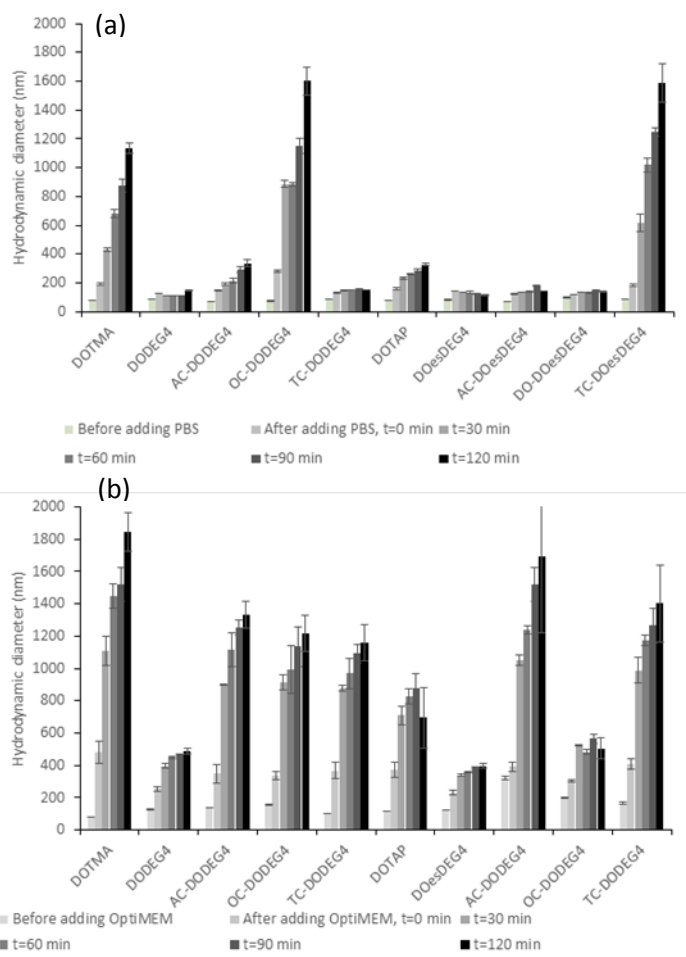 (a)
2000
1800
1600
1400
1200
1000
800
600
400
200
0
Hydrodynamic diameter (nm)
DOTMA
DODEG4
AC-DODEG4
OC-DODEG4
TC-DODEG4
DOTAP
DOesDEG4
AC-DOesDEG4
DO-DOesDEG4
TC-DOesDEG4
Before adding PBS After adding PBS, t=0 min t=30 min
t=60 min t=90 min t=120 min
(b)
2000
1800
1600
1400
1200
1000
800
600
400
200
0
Hydrodynamic diameter (nm)
DOTMA
DODEG4
AC-DODEG4
OC-DODEG4
TC-DODEG4
DOTAP
DOesDEG4
AC-DODEG4
OC-DODEG4
TC-DODEG4
Before adding OptiMEM After adding OptiMEM, t=0 min t=30 min
t=60 min t=90 min t=120 min